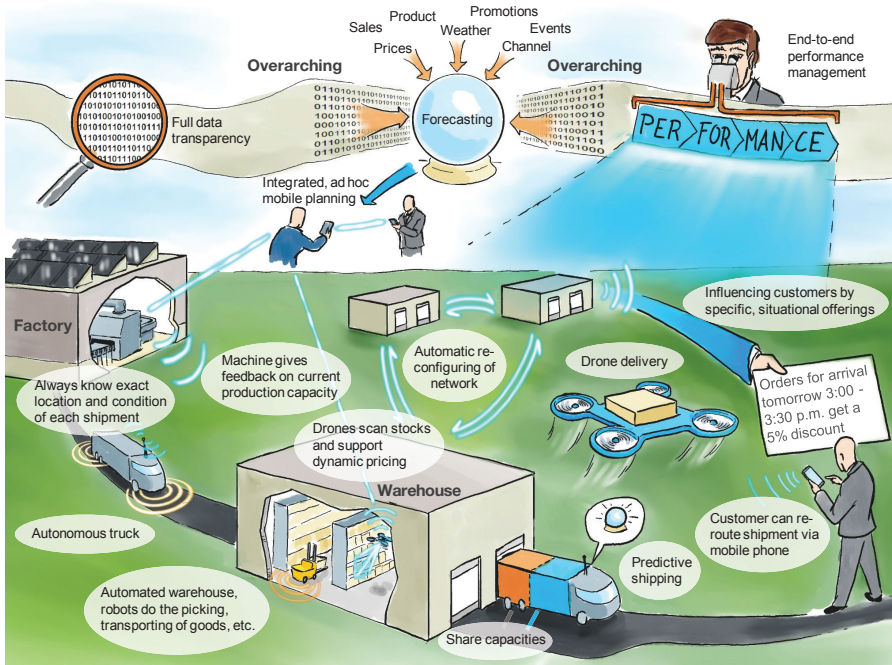 Product
Promotions
Sales
Weather
Events
Prices
Channel
Overarching
Overarching
End-to-end
performance
management
Full data
transparency
Forecasting
PER>FOR>MAN>CE
Integrated, ad hoc
mobile planning
Factory
Influencing customers by
specific, situational offerings
Machine gives
feedback on current
production capacity
Automatic re-
configuring of
network
Drone delivery
Always know exact
location and condition
of each shipment
Orders for arrival
tomorrow 3:00 -
3:30 p.m. get a
5% discount
Drones scan stocks
and support
dynamic pricing
Warehouse
Autonomous truck
Customer can re-
route shipment via
mobile phone
Predictive
shipping
Automated warehouse,
robots do the picking,
transporting of goods, etc.
Share capacities